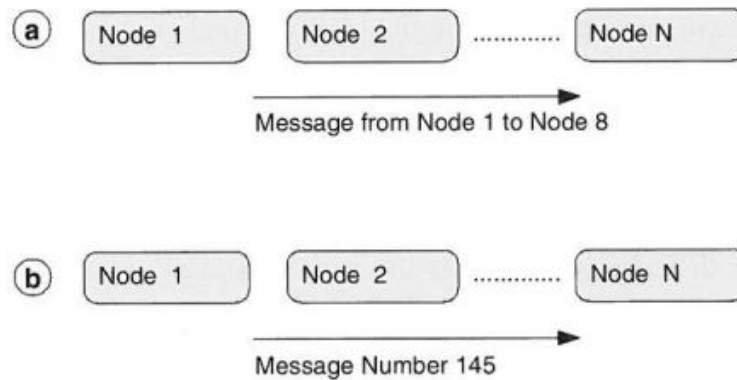 a Node 1 Node 2 ............. Node N
Message from Node 1 to Node 8
b Node 1 Node 2 ............. Node N
Message Number 145